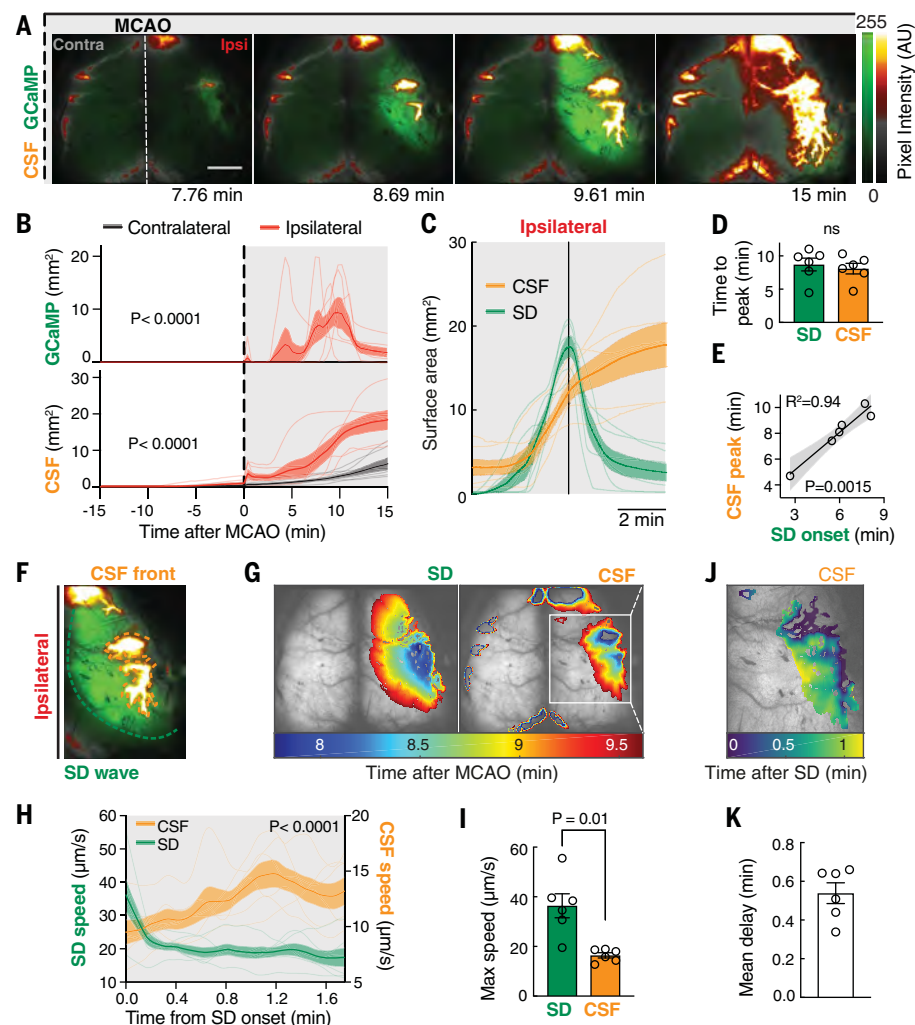 A
MCAO
Contra
Ipsi
CSF GCaMP
7.76 min
8.69 min
9.61 min
15 min
255
0
Pixel Intensity (AU)
B
Contralateral
Ipsilateral
GCaMP (mm²)
20
10
0
P< 0.0001
CSF (mm²)
30
20
10
0
P< 0.0001
-15 -10 -5 0 5 10 15
Time after MCAO (min)
C
Ipsilateral
Surface area (mm²)
30
20
10
0
CSF
SD
2 min
D
ns
Time to
peak (min)
10
5
0
SD CSF
E
CSF peak (min)
10
8
6
4
R²=0.94
P=0.0015
3 6 9
SD onset (min)
F
CSF front
Ipsilateral
SD wave
G
SD
CSF
8 8.5 9 9.5
Time after MCAO (min)
J
CSF
0 0.5 1
Time after SD (min)
H
SD speed (µm/s)
60
50
40
30
20
10
CSF
SD
P< 0.0001
20
15
10
5
CSF speed (µm/s)
0.0 0.4 0.8 1.2 1.6
Time from SD onset (min)
I
P = 0.01
Max speed (µm/s)
60
40
20
0
SD CSF
K
Mean delay (min)
0.8
0.6
0.4
0.2
0.0